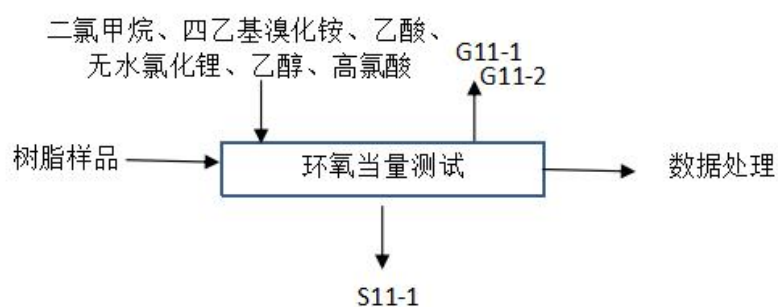 二氯甲烷、四乙基溴化铵、乙酸、
无水氯化锂、乙醇、高氯酸
G11-1
G11-2
树脂样品
环氧当量测试
数据处理
S11-1